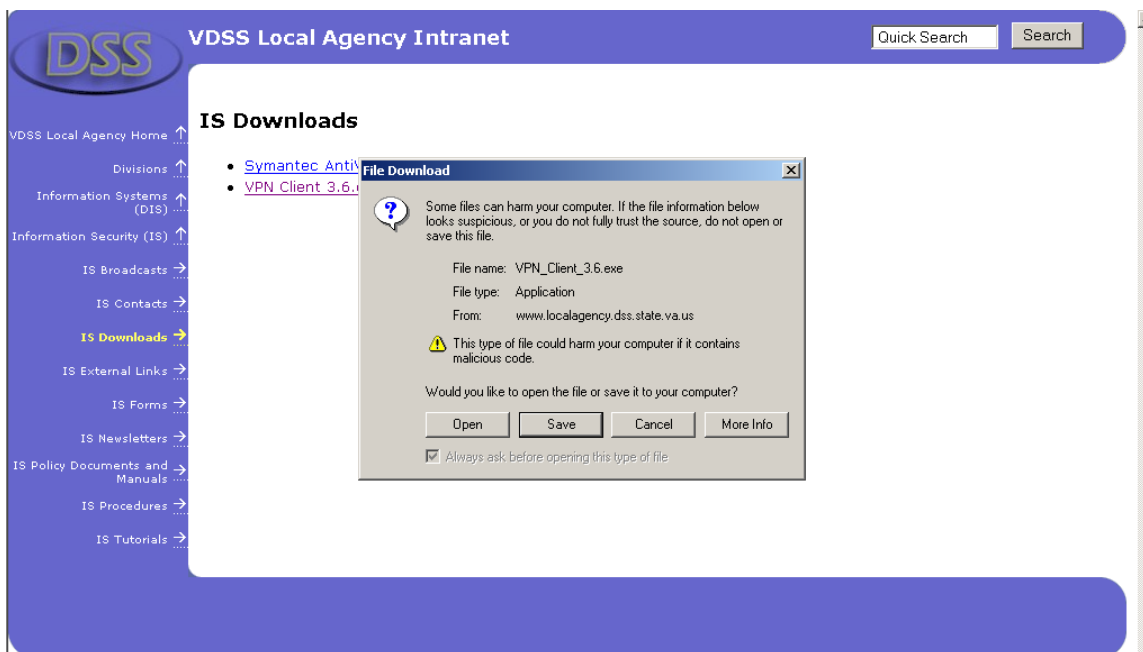 DSS
VDSS Local Agency Intranet
Quick Search
Search
VDSS Local Agency Home
Divisions
Information Systems
(DIS)
Information Security (IS)
IS Broadcasts
IS Contacts
IS Downloads
IS External Links
IS Forms
IS Newsletters
IS Policy Documents and
Manuals
IS Procedures
IS Tutorials
IS Downloads
• Symantec Anti
• VPN Client 3.6.
File Download
Some files can harm your computer. If the file information below
looks suspicious, or you do not fully trust the source, do not open or
save this file.
File name: VPN_Client_3.6.exe
File type: Application
From: www.localagency.dss.state.va.us
This type of file could harm your computer if it contains
malicious code.
Would you like to open the file or save it to your computer?
Open
Save
Cancel
More Info
Always ask before opening this type of file